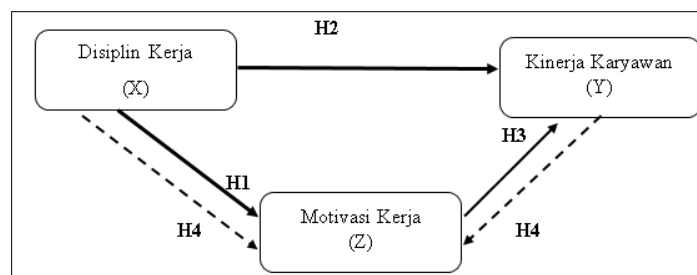 H2
Disiplin Kerja
(X)
Kinerja Karyawan
(Y)
H3
H1
H4
Motivasi Kerja
(Z)
H4